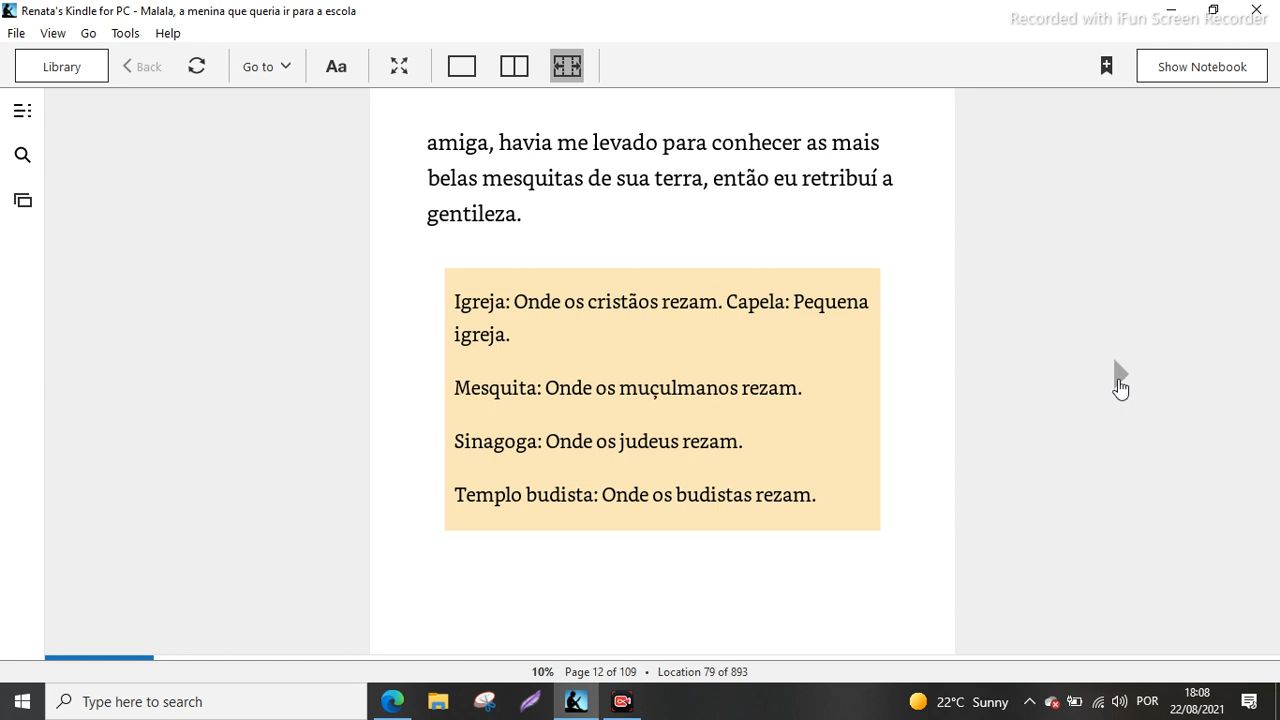 Renata's Kindle for PC - Malala, a menina que queria ir para a escola
Recorded with iFun Screen Recorder
File View Go Tools Help
Library Back Go to Aa Show Notebook
amiga, havia me levado para conhecer as mais
belas mesquitas de sua terra, então eu retribuí a
gentileza.
Igreja: Onde os cristãos rezam. Capela: Pequena
igreja.
Mesquita: Onde os muçulmanos rezam.
Sinagoga: Onde os judeus rezam.
Templo budista: Onde os budistas rezam.
10% Page 12 of 109 • Location 79 of 893
Type here to search
22°C Sunny
POR
18:08
22/08/2021